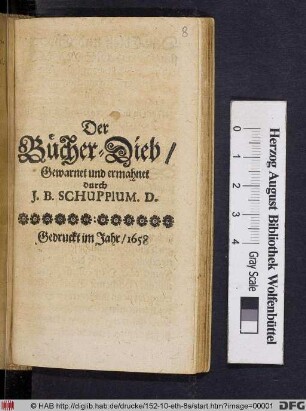 8
Der
Bücher-Dieb /
Gewarnet und ermahnet
durch
J. B. SCHUPPIUM. D.
Gedruckt im Jahr / 1658
0
1
2
3
4
Herzog August Bibliothek Wolfenbüttel
Gray Scale
© HAB http://diglib.hab.de/drucke/152-10-eth-8s/start.htm?image=00001
DFG